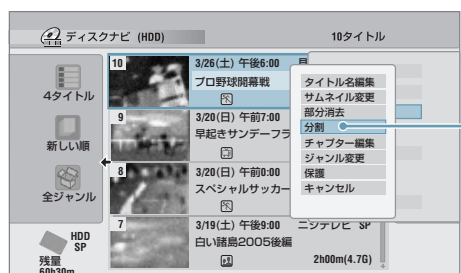 ディスクナビ (HDD)
10タイトル
4タイトル
新しい順
全ジャンル
HDD
SP
残量
60h30m
10
3/26(土) 午後6:00
プロ野球開幕戦
9
3/20(日) 午前7:00
早起きサンデーフラ
8
3/20(日) 午前0:00
スペシャルサッカー
7
3/19(土) 午後9:00 ニジテレビ SP
白い諸島2005後編
2h00m(4.7G)
タイトル名編集
サムネイル変更
部分消去
分割
チャプター編集
ジャンル変更
保護
キャンセル